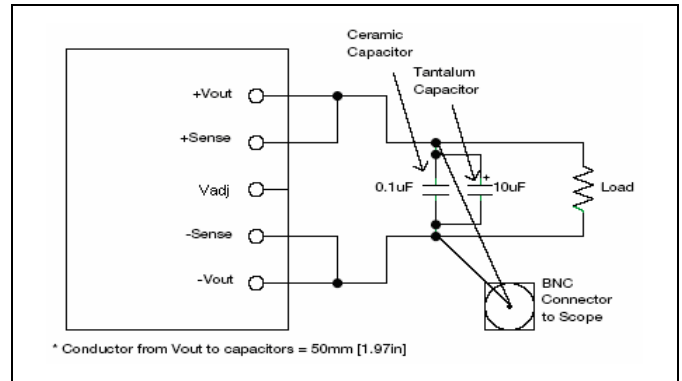 Ceramic
Capacitor
Tantalum
Capacitor
+Vout
+Sense
Vadj
-Sense
-Vout
0.1uF
+
10uF
Load
BNC
Connector
to Scope
* Conductor from Vout to capacitors = 50mm [1.97in]